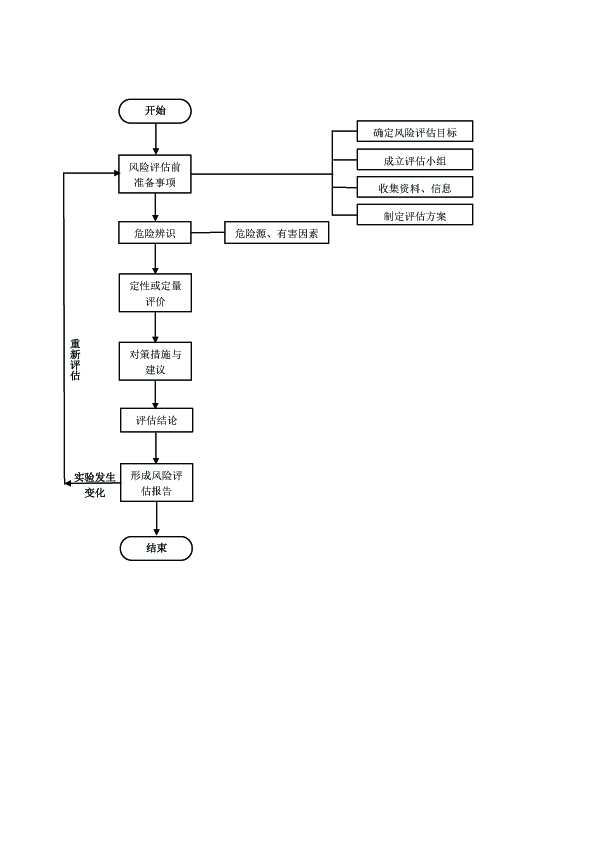 开始
确定风险评估目标
风险评估前
准备事项
成立评估小组
收集资料、信息
制定评估方案
危险辨识
危险源、有害因素
定性或定量
评价
对策措施与
建议
重新评估
评估结论
实验发生
变化
形成风险评
估报告
结束